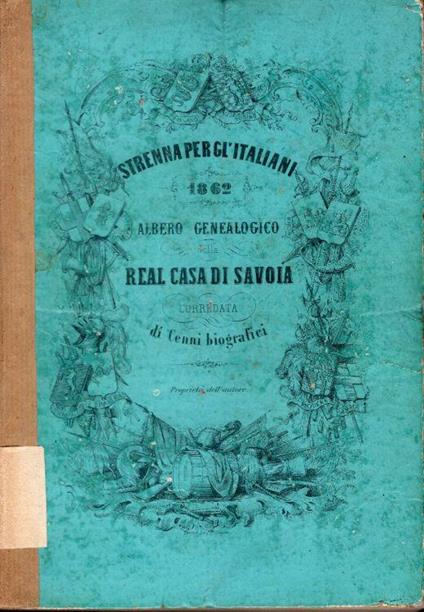 STRENNA PER GL'ITALIANI
1862
ALBERO GENEALOGICO
della
REAL CASA DI SAVOIA
CORREDATA
di Cenni biografici
Proprietà dell'autore